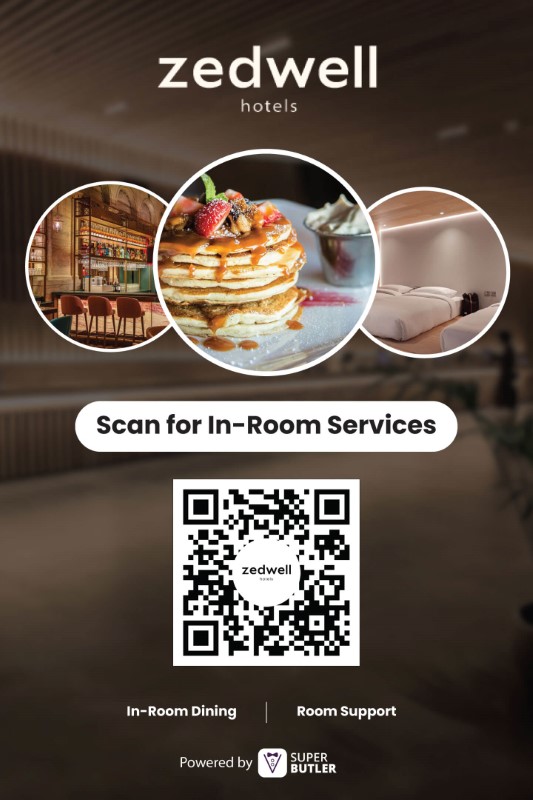 zedwell
hotels
Scan for In-Room Services
zedwell
hotels
In-Room Dining
Room Support
Powered by
SUPER
BUTLER